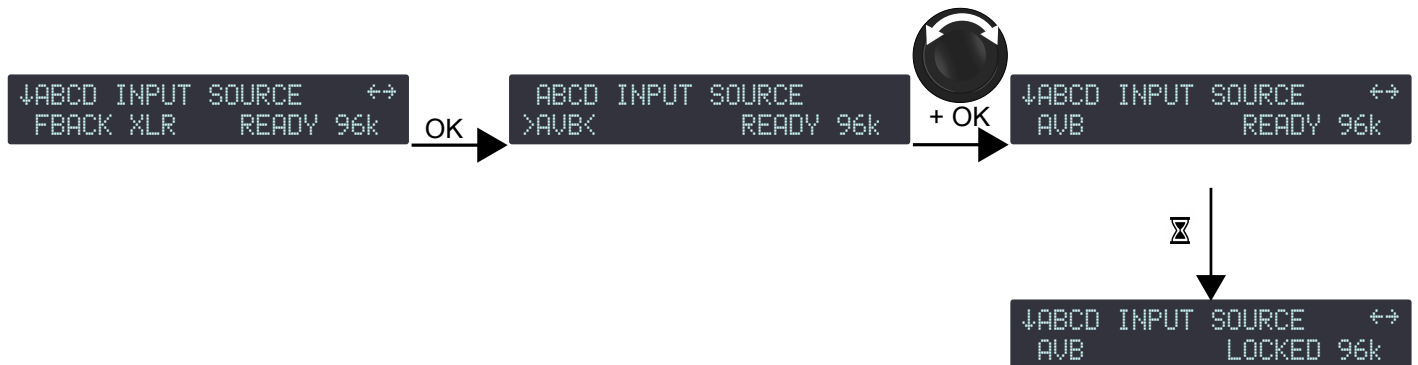 ↓ABCD INPUT SOURCE ←→
FBACK XLR READY 96k
OK
ABCD INPUT SOURCE
>AVB< READY 96k
+ OK
↓ABCD INPUT SOURCE ←→
AVB READY 96k
↓ABCD INPUT SOURCE ←→
AVB LOCKED 96k